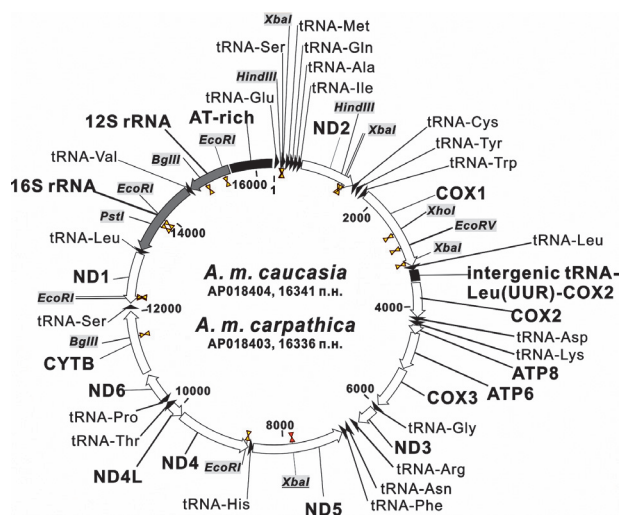 XbaI
tRNA-Met
tRNA-Ser
tRNA-Gln
tRNA-Ala
HindIII
tRNA-Ile
tRNA-Glu
HindIII
AT-rich
ND2
12S rRNA
XbaI
tRNA-Cys
EcoRI
tRNA-Tyr
BglII
tRNA-Trp
tRNA-Val
16000
1
16S rRNA
EcoRI
COX1
2000
XhoI
PstI
14000
EcoRV
tRNA-Leu
XbaI
tRNA-Leu
ND1
A. m. caucasia
AP018404, 16341 п.н.
intergenic tRNA-
Leu(UUR)-COX2
EcoRI
12000
4000
COX2
tRNA-Ser
A. m. carpathica
AP018403, 16336 п.н.
tRNA-Asp
BglII
tRNA-Lys
CYTB
ATP8
ATP6
ND6
10000
6000
COX3
tRNA-Pro
tRNA-Gly
tRNA-Thr
8000
ND3
ND4L
ND4
EcoRI
tRNA-Arg
XbaI
tRNA-Asn
tRNA-His
ND5
tRNA-Phe